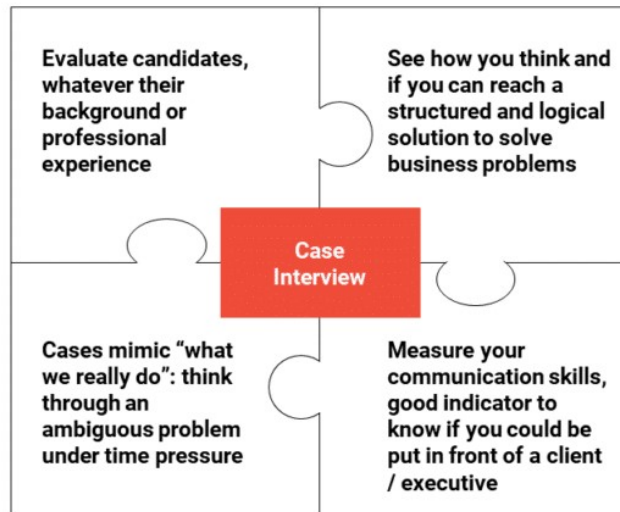 Evaluate candidates,
whatever their
background or
professional
experience
See how you think and
if you can reach a
structured and logical
solution to solve
business problems
Case
Interview
Cases mimic “what
we really do”: think
through an
ambiguous problem
under time pressure
Measure your
communication skills,
good indicator to
know if you could be
put in front of a client
/ executive